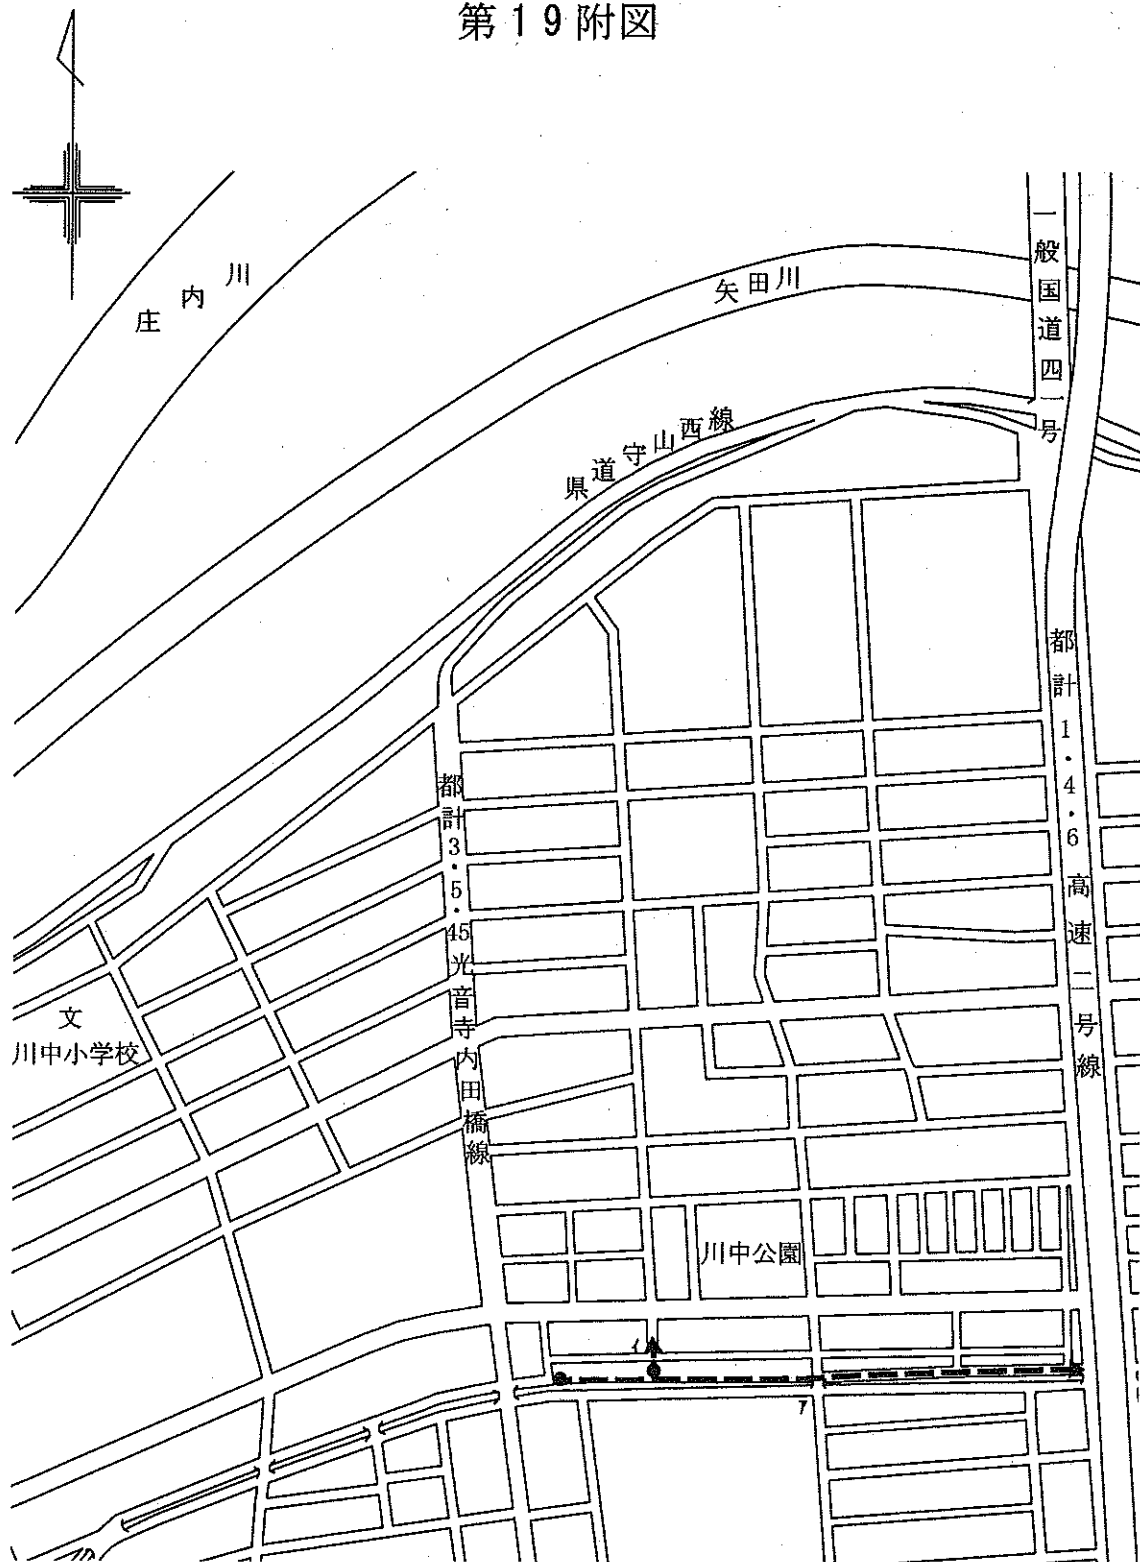 第19附図
庄内川
矢田川
一般国道四一号
県道守山西線
都計1・4・6高速二号線
都計3・5・45光音寺内田橋線
文
川中小学校
川中公園
イ
ア